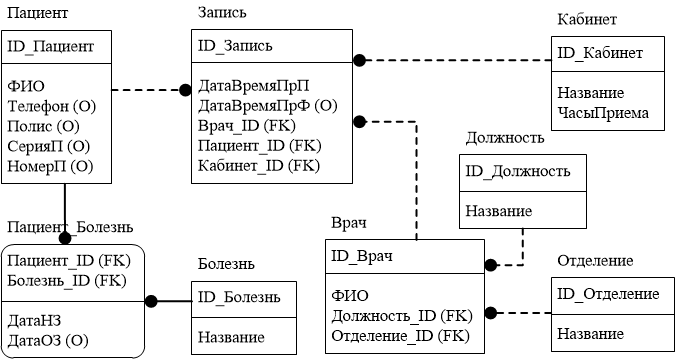 Пациент
ID_Пациент
ФИО
Телефон (О)
Полис (О)
СерияП (О)
НомерП (О)
Запись
ID_Запись
ДатаВремяПрП
ДатаВремяПрФ (О)
Врач_ID (FK)
Пациент_ID (FK)
Кабинет_ID (FK)
Кабинет
ID_Кабинет
Название
ЧасыПриема
Должность
ID_Должность
Название
Пациент_Болезнь
Пациент_ID (FK)
Болезнь_ID (FK)
ДатаНЗ
ДатаОЗ (О)
Болезнь
ID_Болезнь
Название
Врач
ID_Врач
ФИО
Должность_ID (FK)
Отделение_ID (FK)
Отделение
ID_Отделение
Название